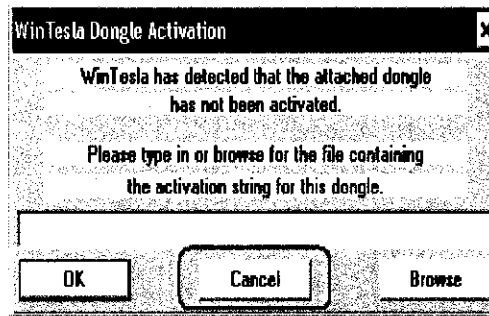 WinTesla Dongle Activation
WinTesla has detected that the attached dongle
has not been activated.
Please type in or browse for the file containing
the activation string for this dongle.
OK Cancel Browse